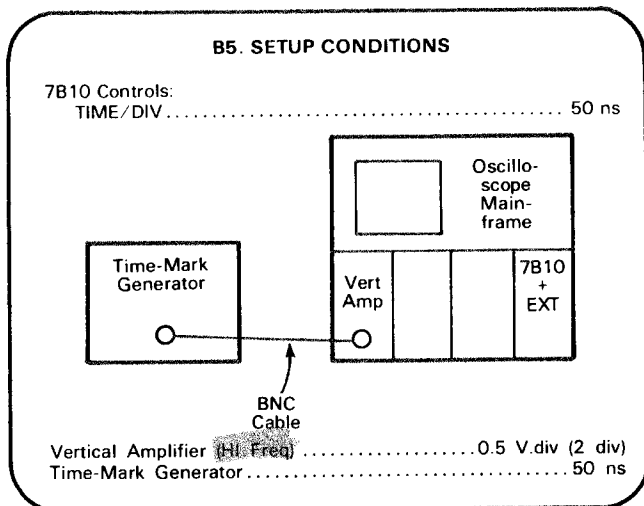 B5. SETUP CONDITIONS
7B10 Controls:
TIME/DIV.............................................50 ns
Oscillo-
scope
Main-
frame
Time-Mark
Generator
Vert
Amp
7B10
+
EXT
BNC
Cable
Vertical Amplifier (HI Freq) ....................0.5 V.div (2 div)
Time-Mark Generator.....................................50 ns